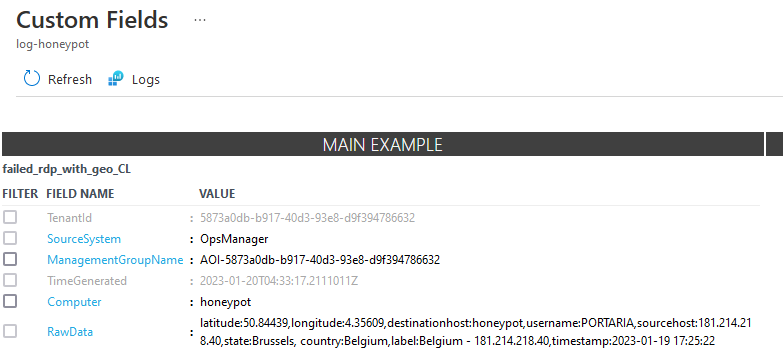 Custom Fields ...
log-honeypot
Refresh Logs
MAIN EXAMPLE
failed_rdp_with_geo_CL
FILTER FIELD NAME VALUE
TenantId : 5873a0db-b917-40d3-93e8-d9f394786632
SourceSystem : OpsManager
ManagementGroupName : AOI-5873a0db-b917-40d3-93e8-d9f394786632
TimeGenerated : 2023-01-20T04:33:17.2111011Z
Computer : honeypot
latitude:50.84439,longitude:4.35609,destinationhost:honeypot,username:PORTARIA,sourcehost:181.214.21
RawData : 8.40,state:Brussels, country:Belgium,label:Belgium - 181.214.218.40,timestamp:2023-01-19 17:25:22